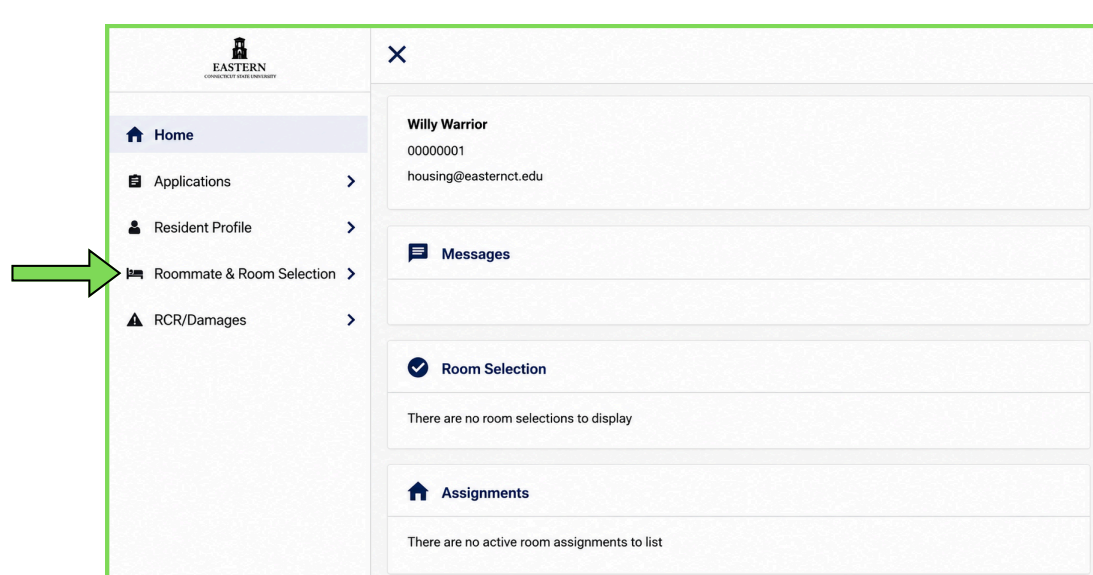 EASTERN
CONNECTICUT STATE UNIVERSITY
Home
Applications
Resident Profile
Roommate & Room Selection
RCR/Damages
Willy Warrior
00000001
housing@easternct.edu
Messages
Room Selection
There are no room selections to display
Assignments
There are no active room assignments to list